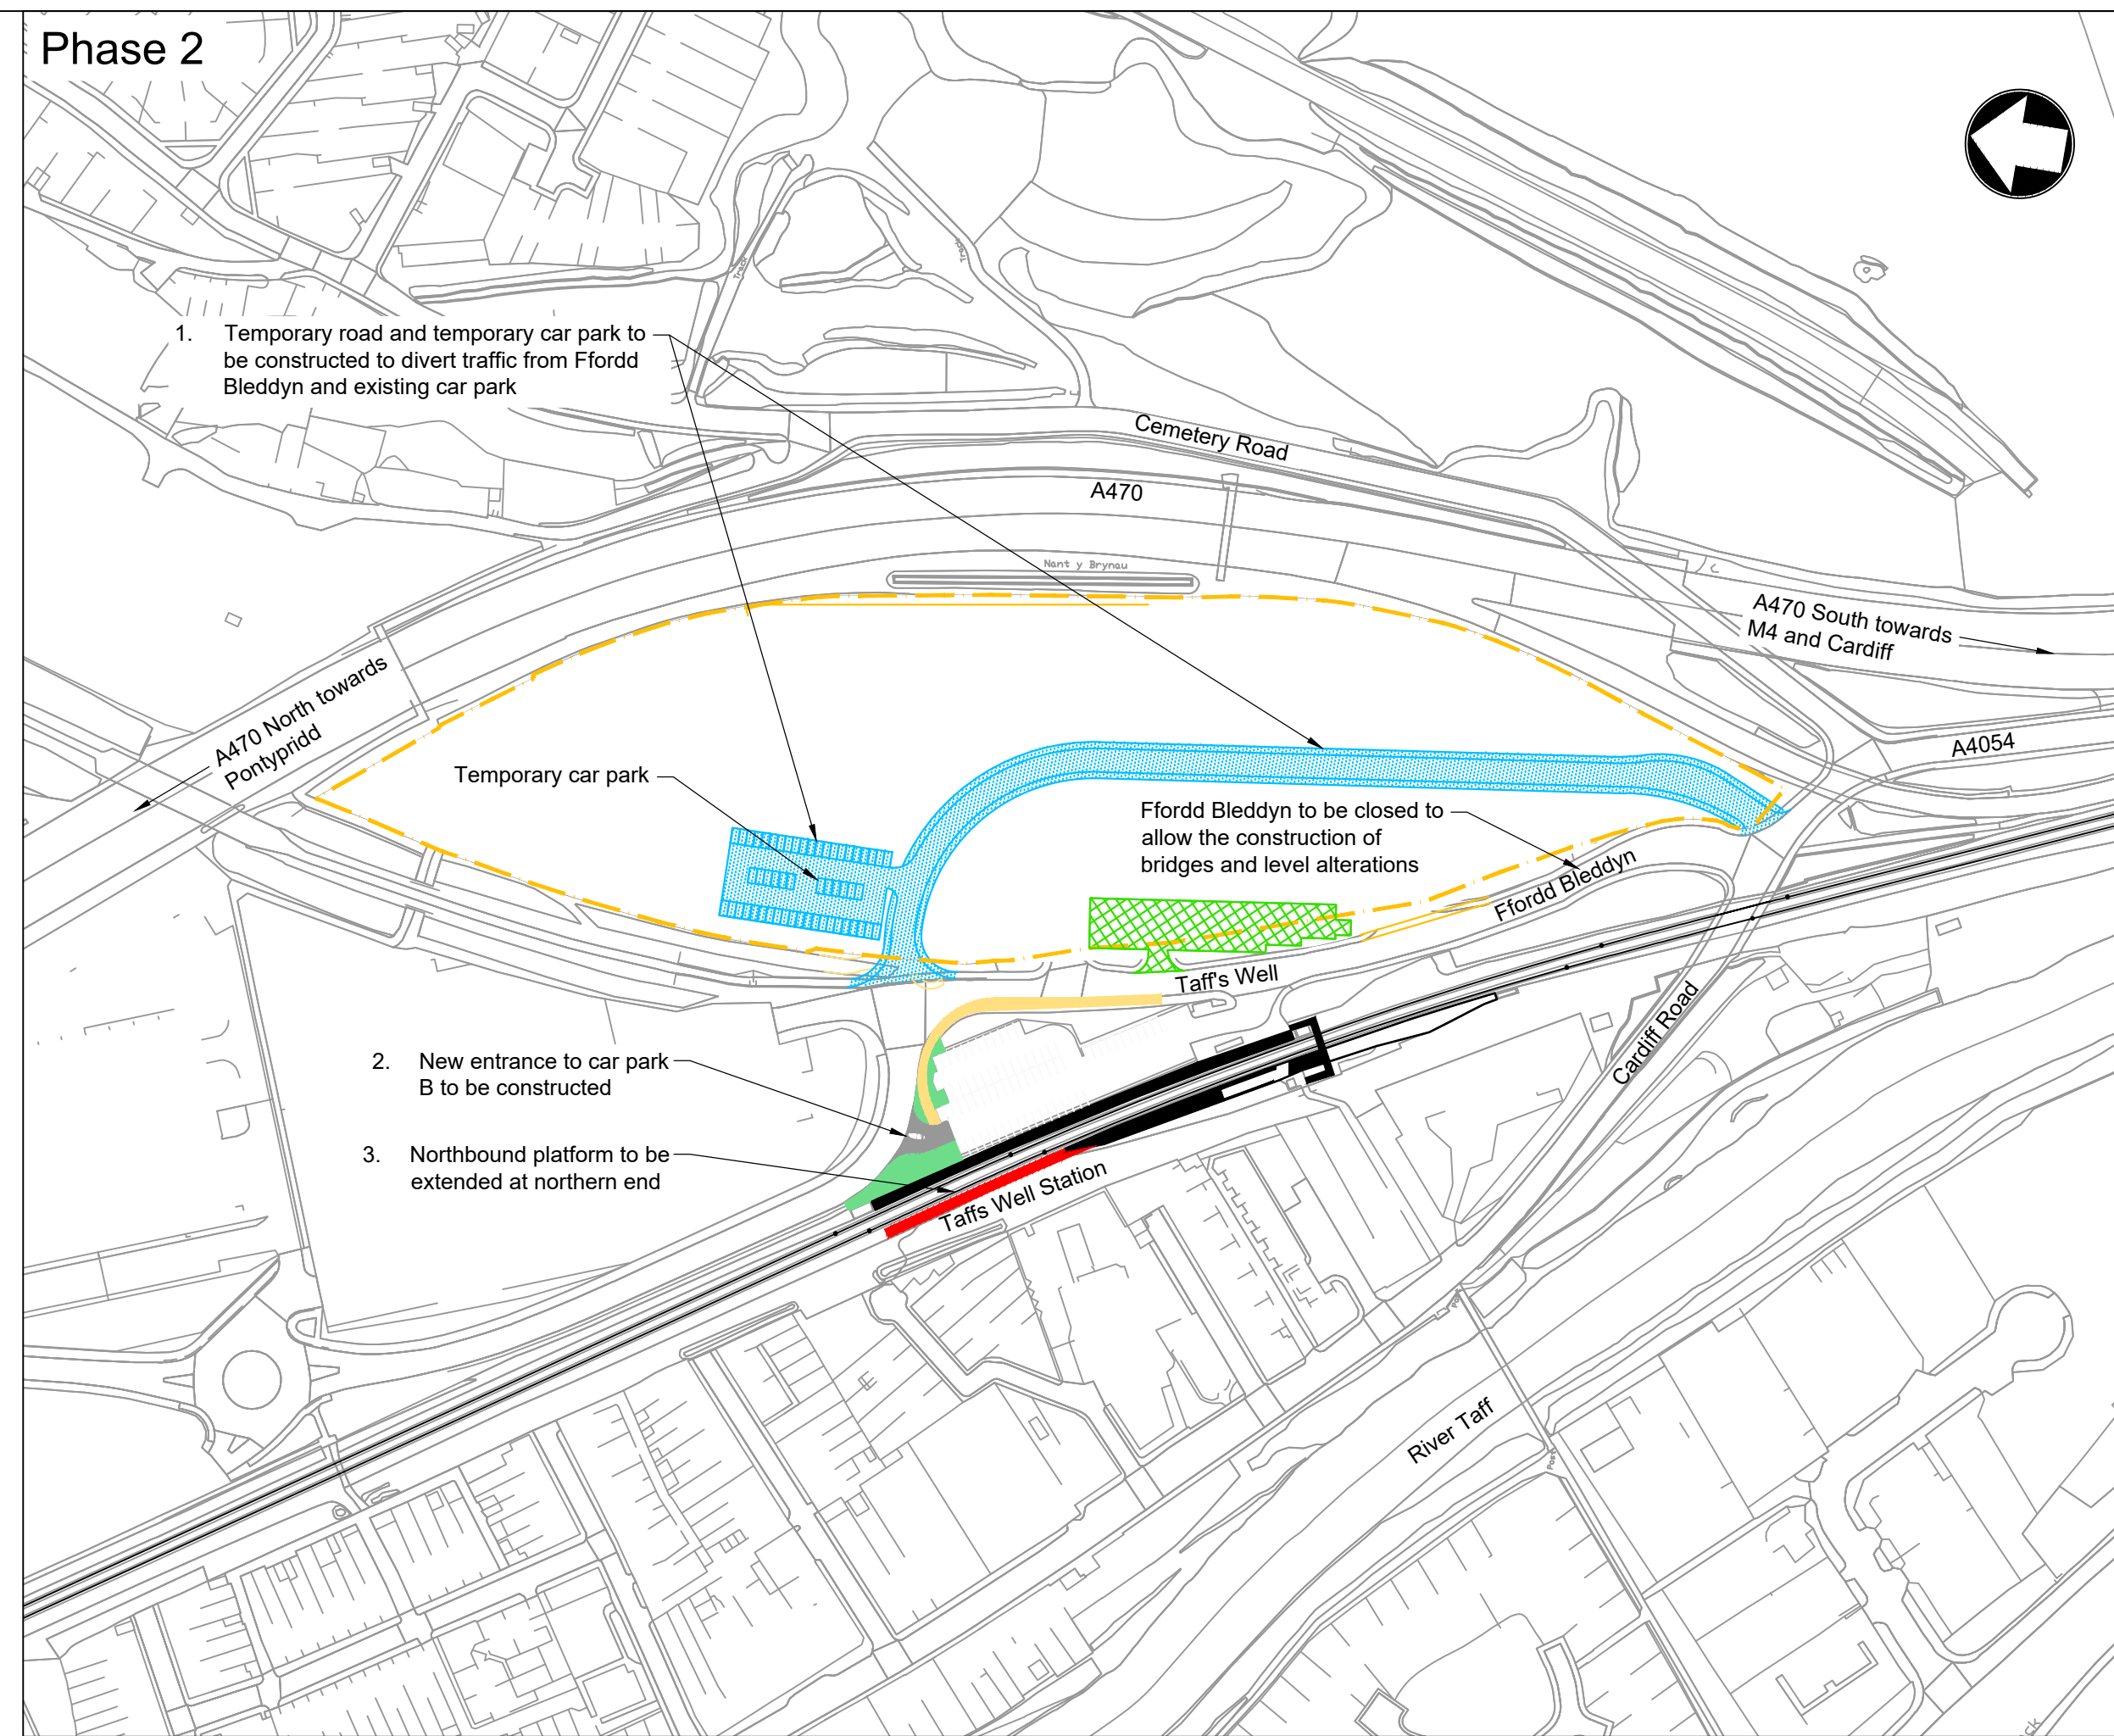 Phase 2
Track
Track
1. Temporary road and temporary car park to
be constructed to divert traffic from Ffordd
Bleddyn and existing car park
Cemetery Road
A470
Nant y Brynau
A470 South towards
M4 and Cardiff
A470 North towards
Pontypridd
A4054
Temporary car park
Ffordd Bleddyn to be closed to
allow the construction of
bridges and level alterations
Ffordd Bleddyn
Taff's Well
Cardiff Road
2. New entrance to car park
B to be constructed
3. Northbound platform to be
extended at northern end
Taffs Well Station
River Taff